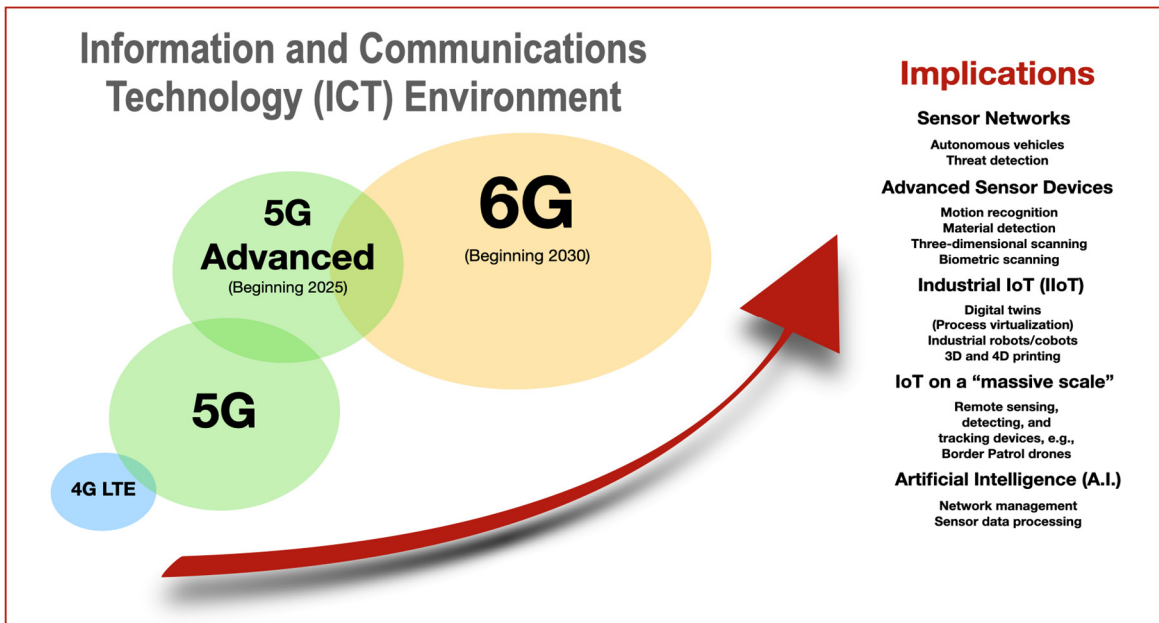 Information and Communications
Technology (ICT) Environment
6G
(Beginning 2030)
5G
Advanced
(Beginning 2025)
5G
4G LTE
Implications
Sensor Networks
Autonomous vehicles
Threat detection
Advanced Sensor Devices
Motion recognition
Material detection
Three-dimensional scanning
Biometric scanning
Industrial IoT (IIoT)
Digital twins
(Process virtualization)
Industrial robots/cobots
3D and 4D printing
IoT on a “massive scale”
Remote sensing,
detecting, and
tracking devices, e.g.,
Border Patrol drones
Artificial Intelligence (A.I.)
Network management
Sensor data processing